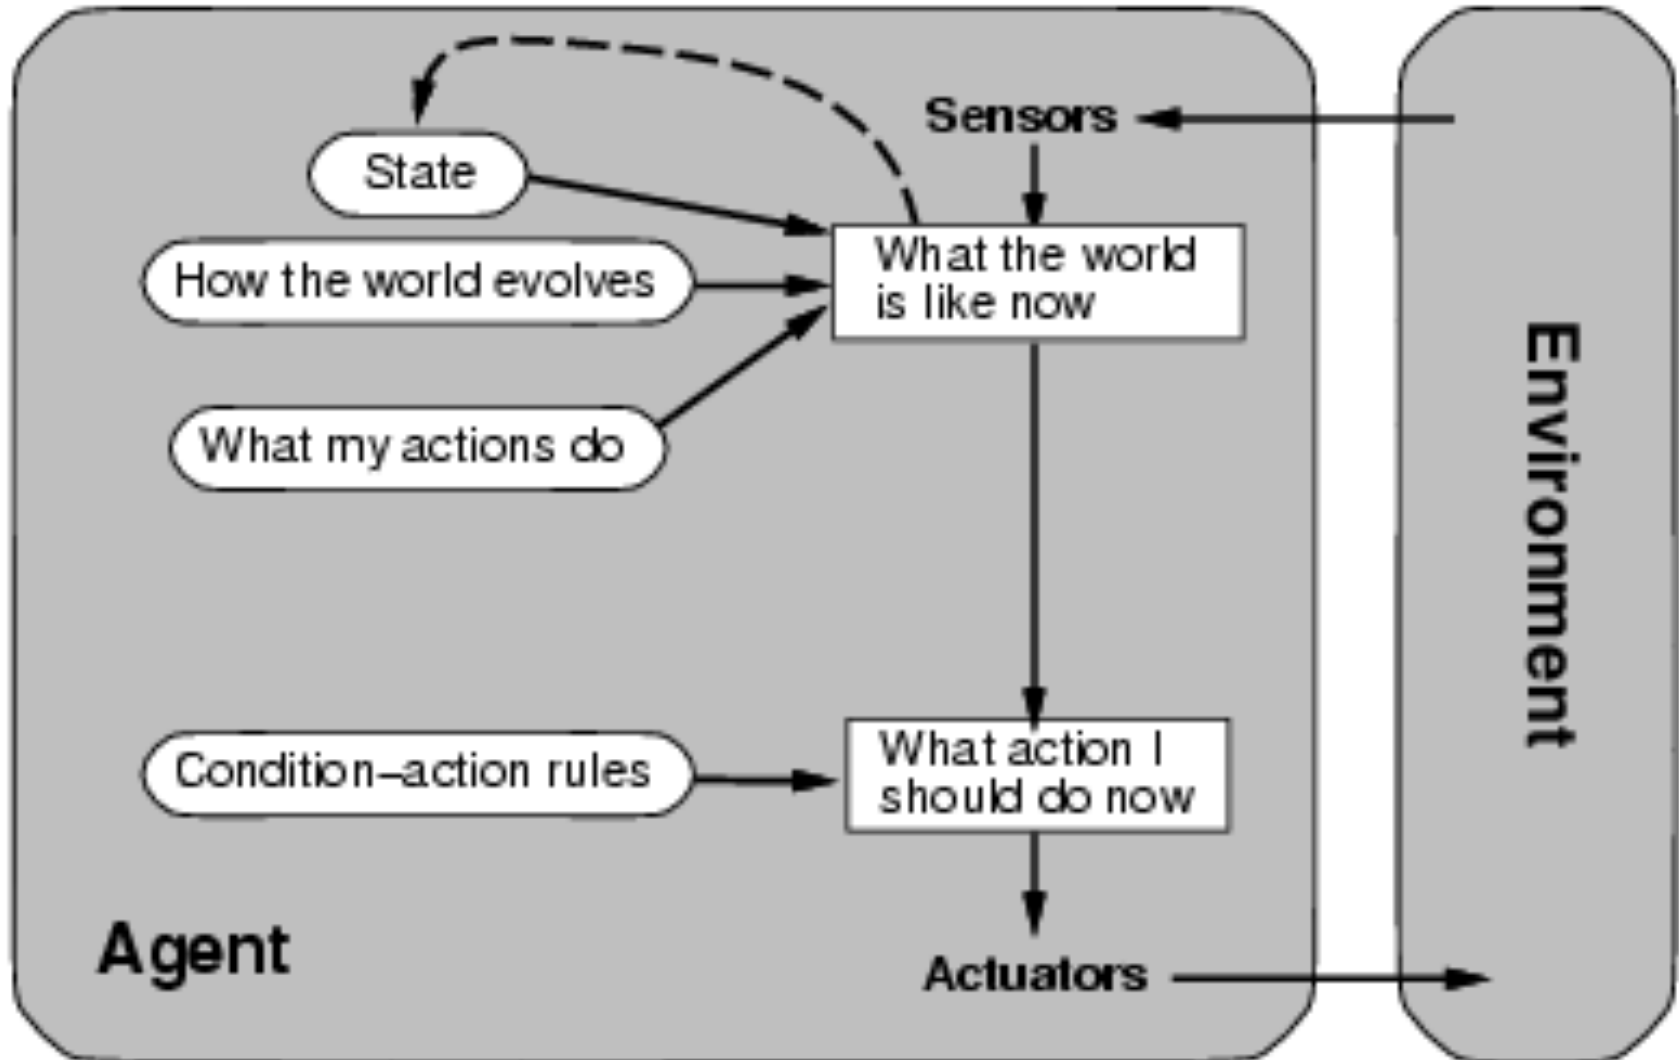 Sensors
State
What the world
is like now
How the world evolves
What my actions do
Environment
Condition–action rules
What action I
should do now
Agent
Actuators